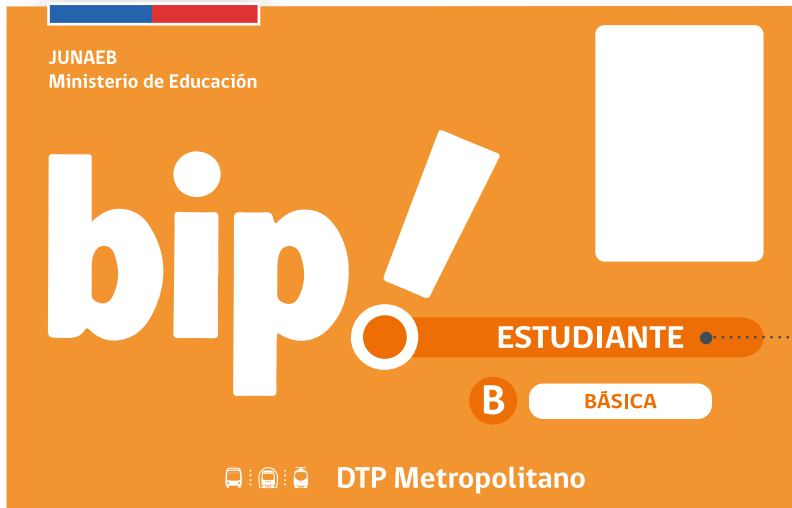 JUNAEB
Ministerio de Educación
bip!
ESTUDIANTE
B BÁSICA
DTP Metropolitano